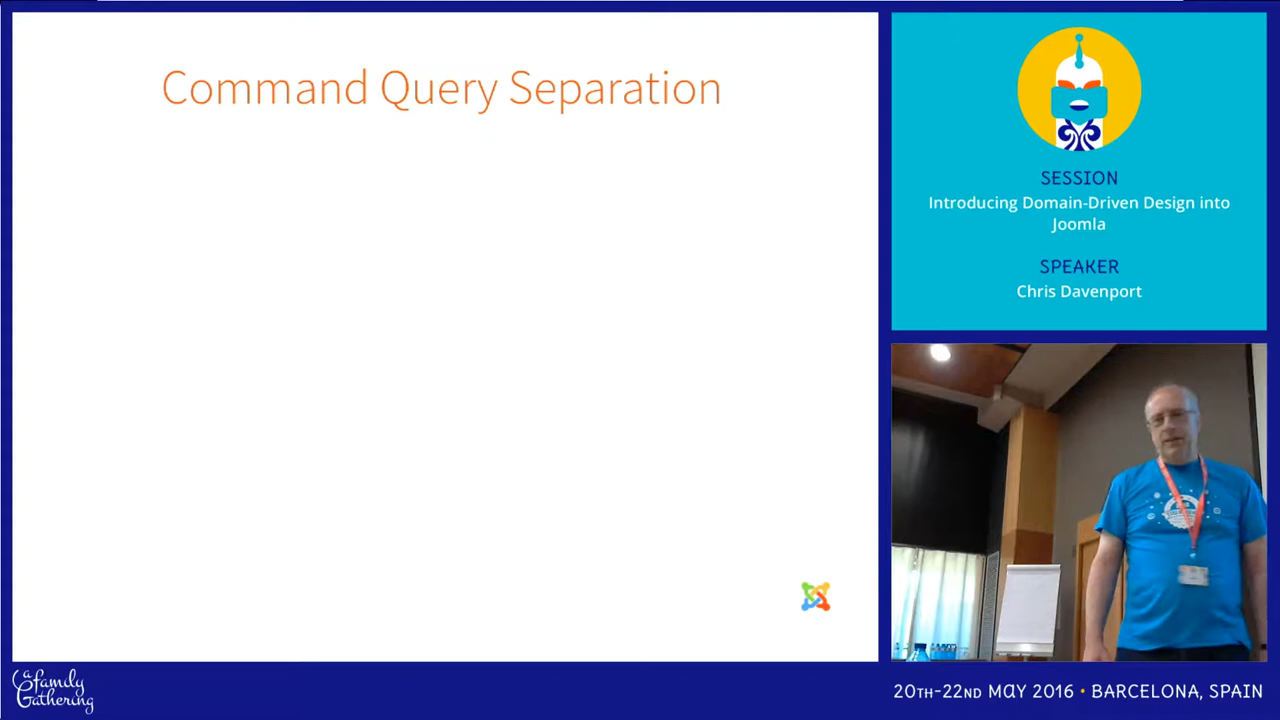 Command Query Separation
SESSION
Introducing Domain-Driven Design into
Joomla
SPEAKER
Chris Davenport
a family
Gathering
20TH-22ND MAY 2016 • BARCELONA, SPAIN